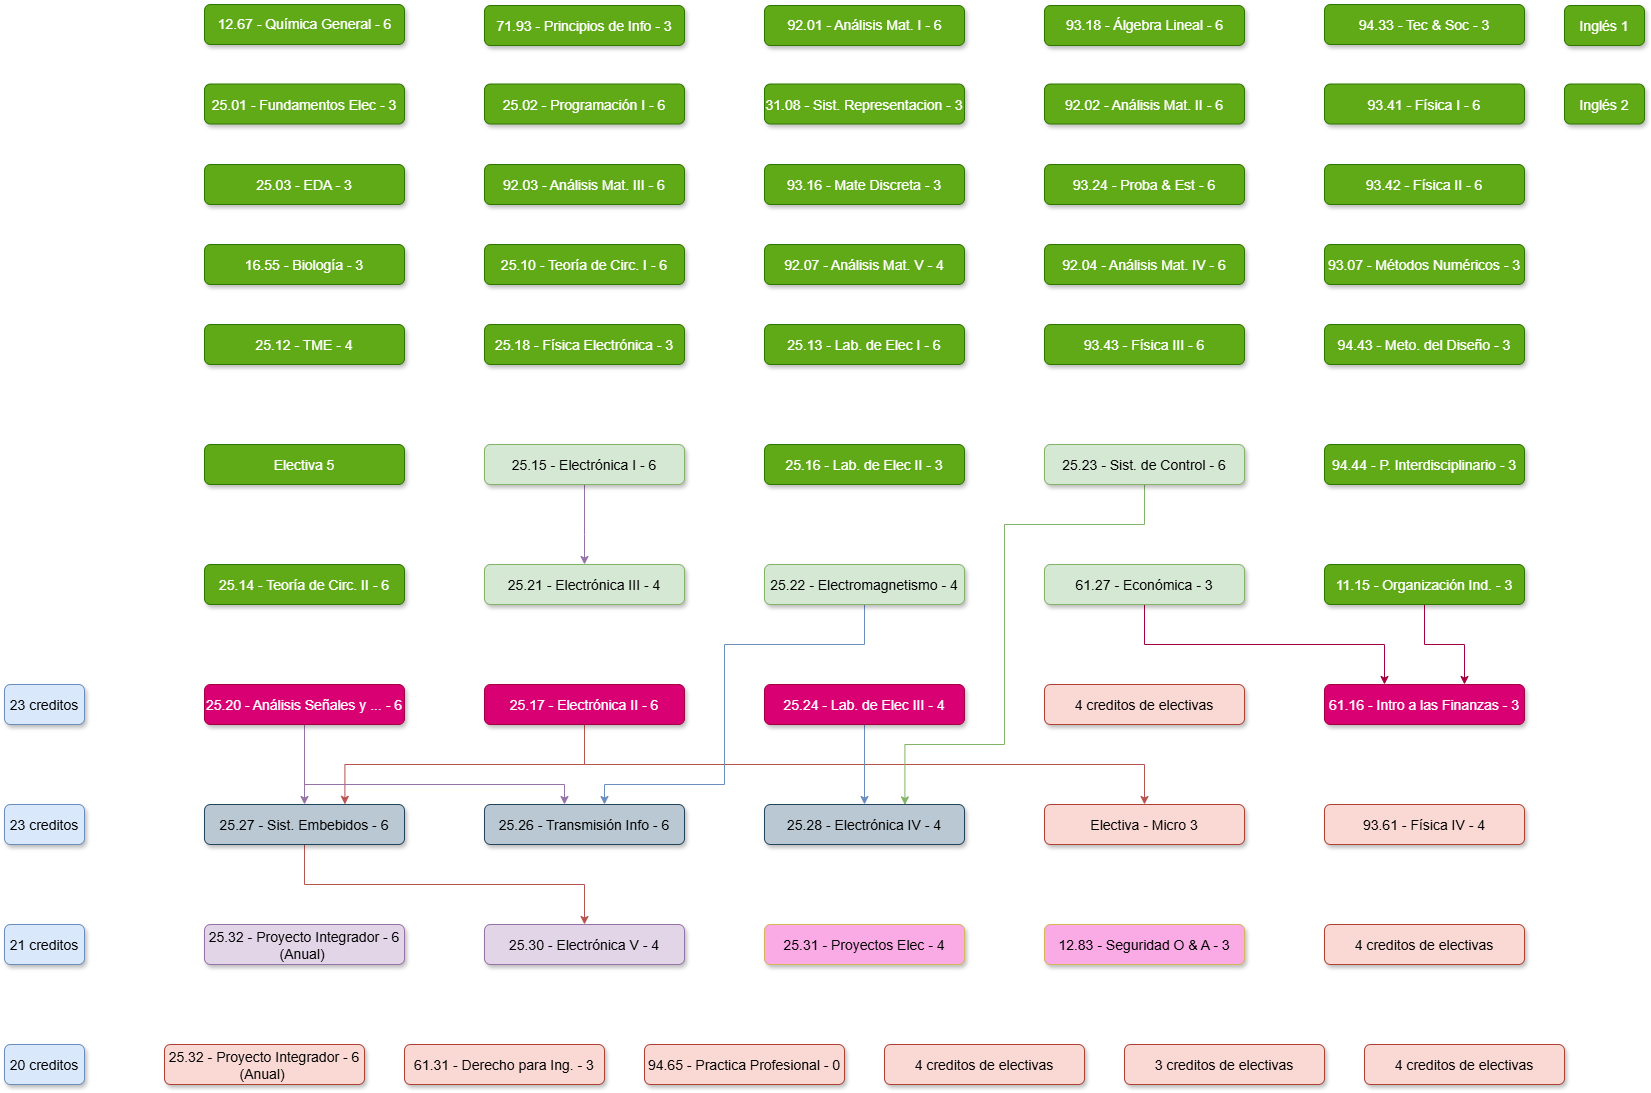 12.67 - Química General - 6
71.93 - Principios de Info - 3
92.01 - Análisis Mat. I - 6
93.18 - Álgebra Lineal - 6
94.33 - Tec & Soc - 3
Inglés 1
25.01 - Fundamentos Elec - 3
25.02 - Programación I - 6
31.08 - Sist. Representacion - 3
92.02 - Análisis Mat. II - 6
93.41 - Física I - 6
Inglés 2
25.03 - EDA - 3
92.03 - Análisis Mat. III - 6
93.16 - Mate Discreta - 3
93.24 - Proba & Est - 6
93.42 - Física II - 6
16.55 - Biología - 3
25.10 - Teoría de Circ. I - 6
92.07 - Análisis Mat. V - 4
92.04 - Análisis Mat. IV - 6
93.07 - Métodos Numéricos - 3
25.12 - TME - 4
25.18 - Física Electrónica - 3
25.13 - Lab. de Elec I - 6
93.43 - Física III - 6
94.43 - Meto. del Diseño - 3
Electiva 5
25.15 - Electrónica I - 6
25.16 - Lab. de Elec II - 3
25.23 - Sist. de Control - 6
94.44 - P. Interdisciplinario - 3
25.14 - Teoría de Circ. II - 6
25.21 - Electrónica III - 4
25.22 - Electromagnetismo - 4
61.27 - Económica - 3
11.15 - Organización Ind. - 3
23 creditos
25.20 - Análisis Señales y ... - 6
25.17 - Electrónica II - 6
25.24 - Lab. de Elec III - 4
4 creditos de electivas
61.16 - Intro a las Finanzas - 3
23 creditos
25.27 - Sist. Embebidos - 6
25.26 - Transmisión Info - 6
25.28 - Electrónica IV - 4
Electiva - Micro 3
93.61 - Física IV - 4
21 creditos
25.32 - Proyecto Integrador - 6
(Anual)
25.30 - Electrónica V - 4
25.31 - Proyectos Elec - 4
12.83 - Seguridad O & A - 3
4 creditos de electivas
20 creditos
25.32 - Proyecto Integrador - 6
(Anual)
61.31 - Derecho para Ing. - 3
94.65 - Practica Profesional - 0
4 creditos de electivas
3 creditos de electivas
4 creditos de electivas